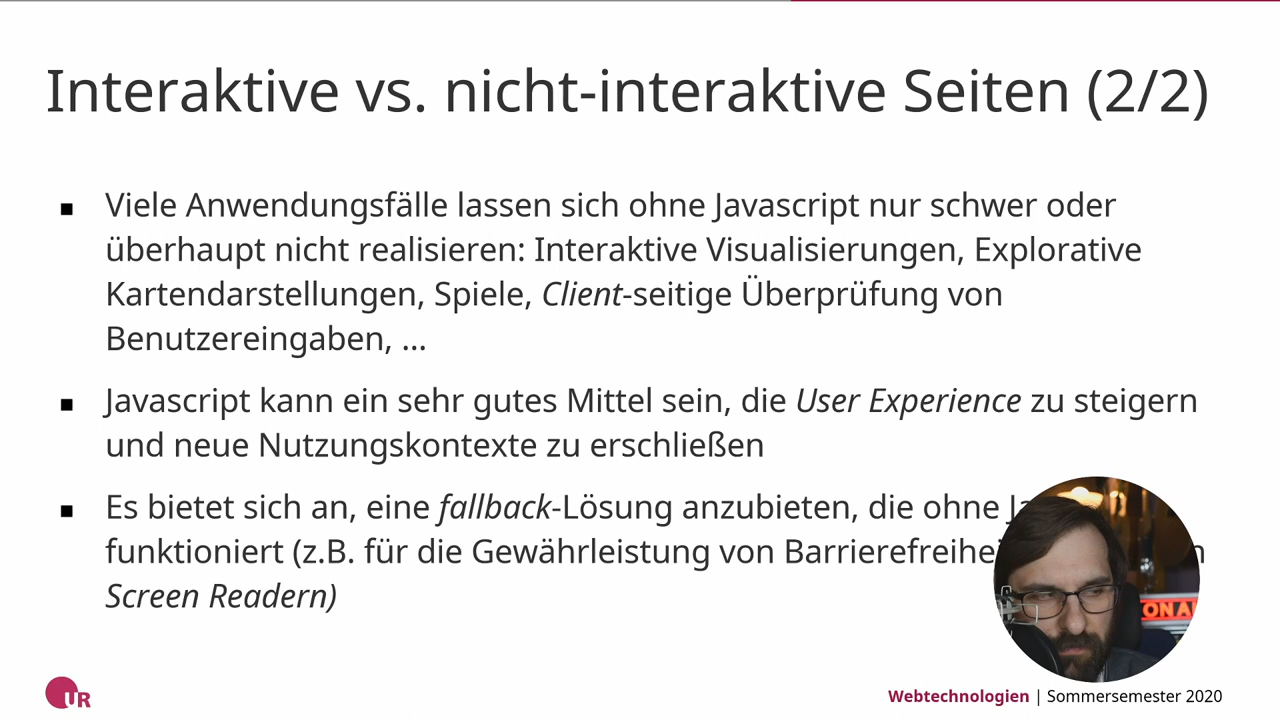 Interaktive vs. nicht-interaktive Seiten (2/2)
Viele Anwendungsfälle lassen sich ohne Javascript nur schwer oder
überhaupt nicht realisieren: Interaktive Visualisierungen, Explorative
Kartendarstellungen, Spiele, Client-seitige Überprüfung von
Benutzereingaben, ...
Javascript kann ein sehr gutes Mittel sein, die User Experience zu steigern
und neue Nutzungskontexte zu erschließen
Es bietet sich an, eine fallback-Lösung anzubieten, die ohne
funktioniert (z.B. für die Gewährleistung von
Screen Readern)
ON
UR
Webtechnologien | Sommersemester 2020